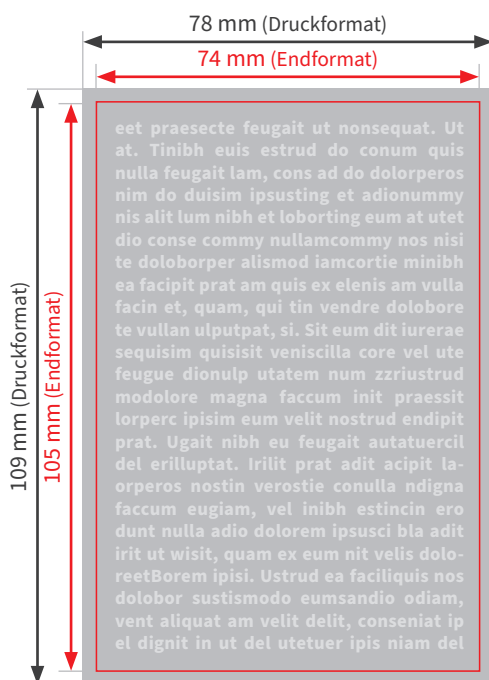 78 mm (Druckformat)
74 mm (Endformat)
109 mm (Druckformat)
105 mm (Endformat)
eet praesecte feugait ut nonsequat. Ut
at. Tinibh euis estrud do conum quis
nulla feugait lam, cons ad do dolorperos
nim do duisim ipsusting et adionummy
nis alit lum nibh et loborting eum at utet
dio conse commy nullamcommy nos nisi
te doloborper alismod iamcortie minibh
ea facipit prat am quis ex elenis am vulla
facin et, quam, qui tin vendre dolobore
te vullan ulputpat, si. Sit eum dit iurerae
sequisim quisisit veniscilla core vel ute
feugue dionulp utatem num zzriustrud
modolore magna faccum init praessit
lorperc ipisim eum velit nostrud endipit
prat. Ugait nibh eu feugait autatuercil
del erilluptat. Irilit prat adit acipit la-
orperos nostin verostie conulla ndigna
faccum eugiam, vel inibh estincin ero
dunt nulla adio dolorem ipsusci bla adit
irit ut wisit, quam ex eum nit velis dolo-
reetBorem ipisi. Ustrud ea faciliquis nos
dolobor sustismodo eumsandio odiam,
vent aliquat am velit delit, conseniat ip
el dignit in ut del utetuer ipis niam del